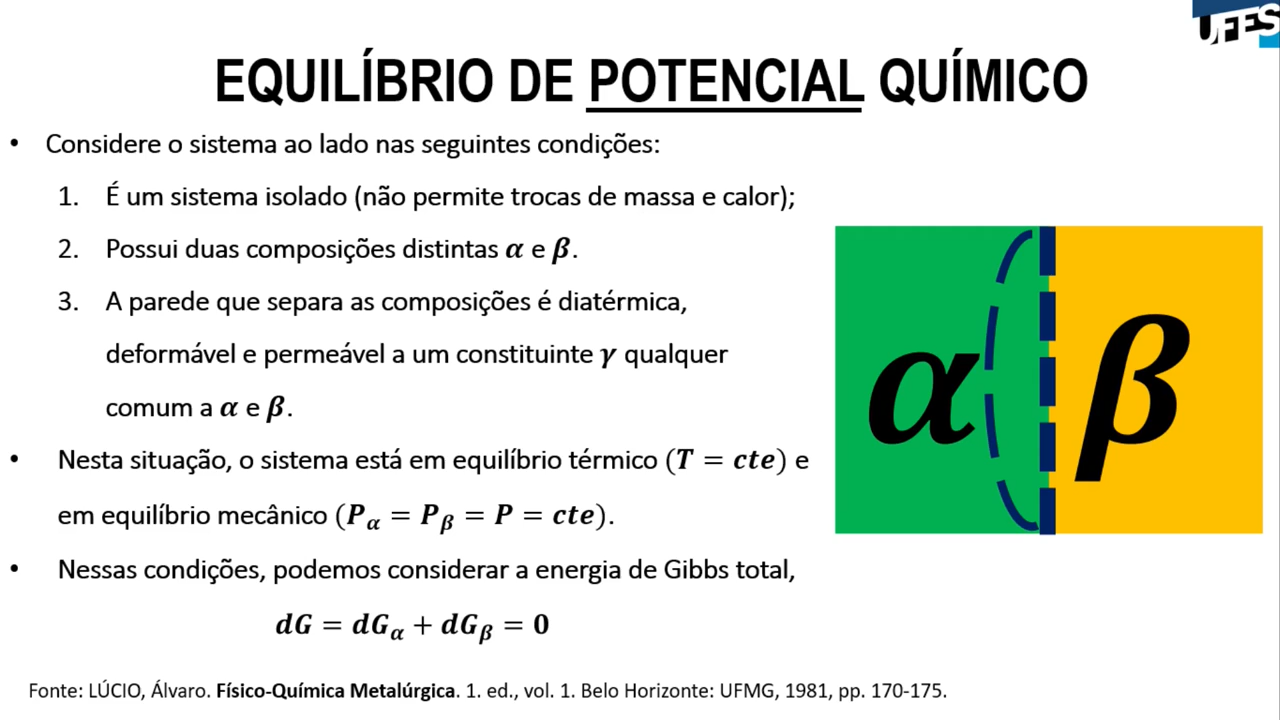 UFES
EQUILÍBRIO DE POTENCIAL QUÍMICO
• Considere o sistema ao lado nas seguintes condições:
1. É um sistema isolado (não permite trocas de massa e calor);
2. Possui duas composições distintas α e β.
3. A parede que separa as composições é diatérmica,
deformável e permeável a um constituinte γ qualquer
comum a α e β.
• Nesta situação, o sistema está em equilíbrio térmico (T = cte) e
em equilíbrio mecânico (P_α = P_β = P = cte).
• Nessas condições, podemos considerar a energia de Gibbs total,
dG = dG_α + dG_β = 0
α β
Fonte: LÚCIO, Álvaro. Físico-Química Metalúrgica. 1. ed., vol. 1. Belo Horizonte: UFMG, 1981, pp. 170-175.